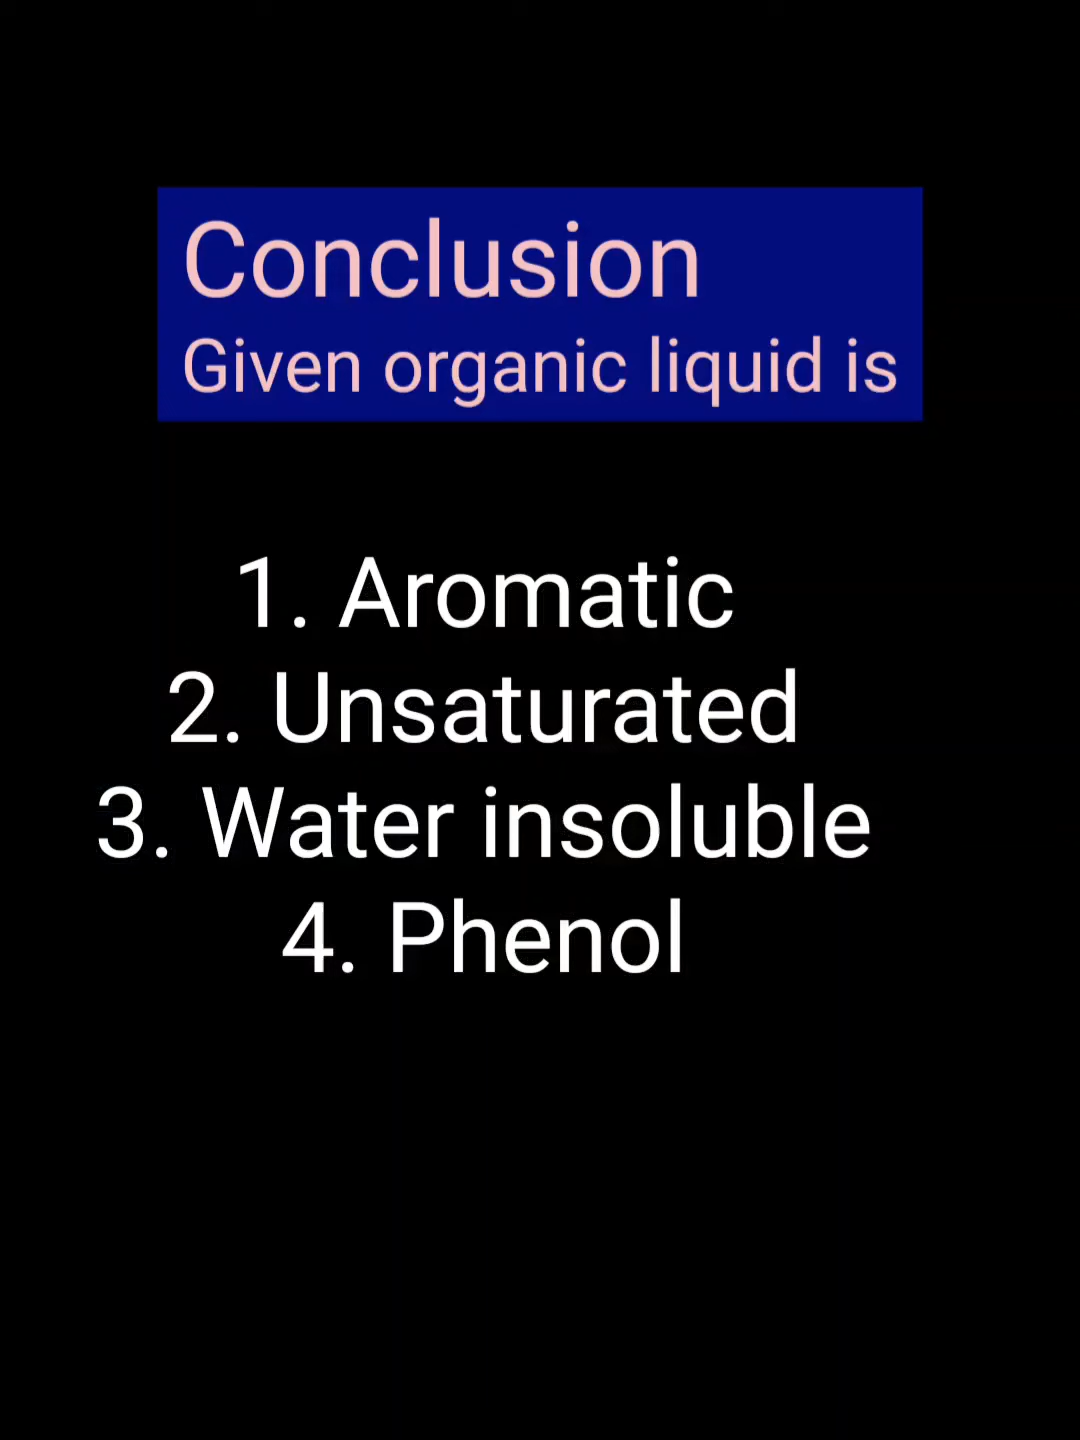 Conclusion
Given organic liquid is
1. Aromatic
2. Unsaturated
3. Water insoluble
4. Phenol